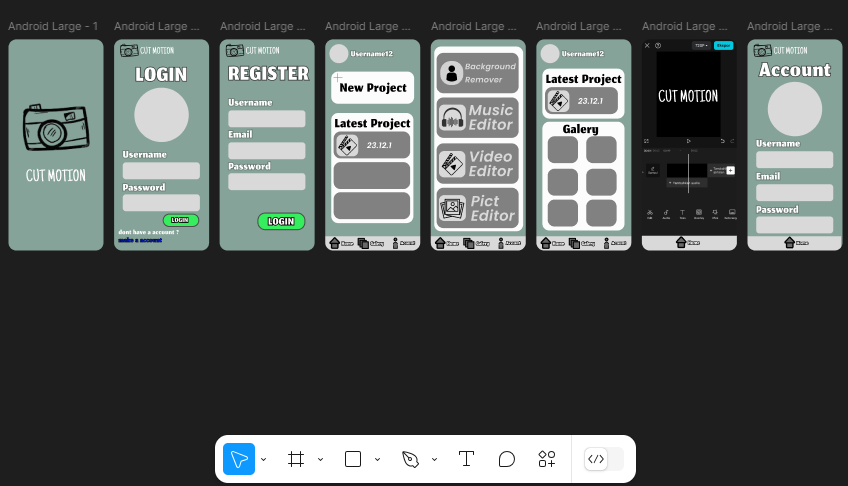 Android Large - 1
Android Large ...
Android Large ...
Android Large ...
Android Large ...
Android Large ...
Android Large ...
Android Large ...
CUT MOTION
CUT MOTION
LOGIN
Username
Password
LOGIN
dont have a account ?
make a account
CUT MOTION
REGISTER
Username
Email
Password
LOGIN
Username12
New Project
Latest Project
23.12.1
Home
Gallery
Account
Background
Remover
Music
Editor
Video
Editor
Pict
Editor
Home
Gallery
Account
Username12
Latest Project
23.12.1
Galery
Home
Gallery
Account
CUT MOTION
Home
CUT MOTION
Account
Username
Email
Password
Home